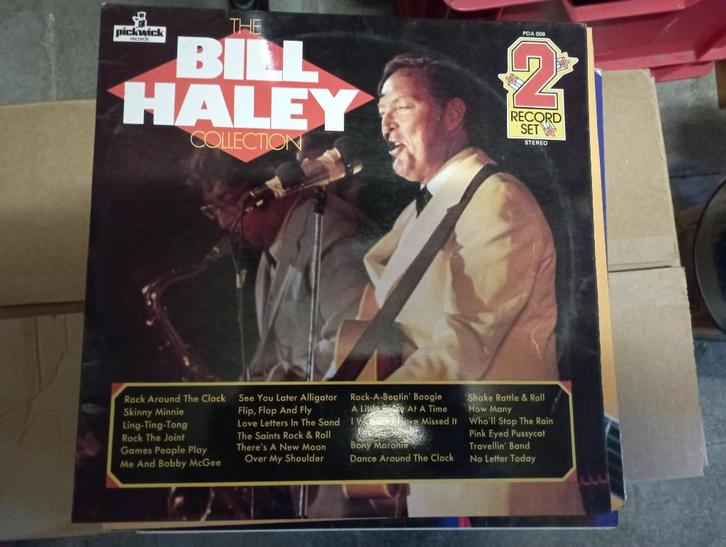 pickwick
records
THE
BILL
HALEY
COLLECTION
PDA 006
2
RECORD
SET
STEREO
Rock Around The Clock
Skinny Minnie
Ling-Ting-Tong
Rock The Joint
Games People Play
Me And Bobby McGee
See You Later Alligator
Flip, Flop And Fly
Love Letters In The Sand
The Saints Rock & Roll
There's A New Moon
Over My Shoulder
Rock-A-Beatin' Boogie
A Little At A Time
I Missed It
Bony Moronie
Dance Around The Clock
Shake Rattle & Roll
How Many
Who'll Stop The Rain
Pink Eyed Pussycat
Travellin' Band
No Letter Today